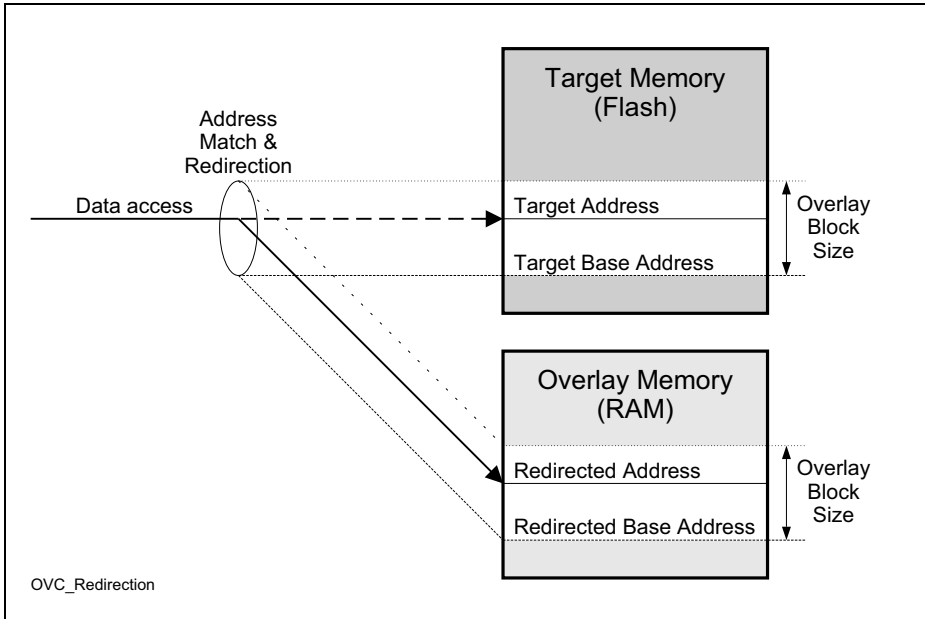 Target Memory
(Flash)
Address
Match &
Redirection
Data access
Target Address
Overlay
Block
Size
Target Base Address
Overlay Memory
(RAM)
Redirected Address
Overlay
Block
Size
Redirected Base Address
OVC_Redirection